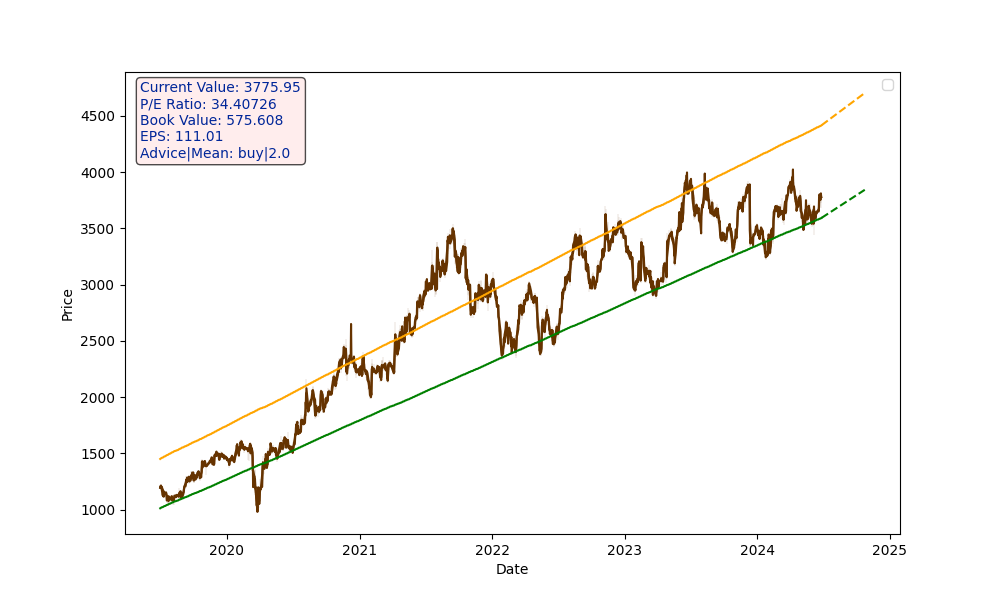 Current Value: 3775.95
P/E Ratio: 34.40726
Book Value: 575.608
EPS: 111.01
Advice|Mean: buy|2.0
4500
4000
3500
3000
2500
2000
1500
1000
Price
2020 2021 2022 2023 2024 2025
Date